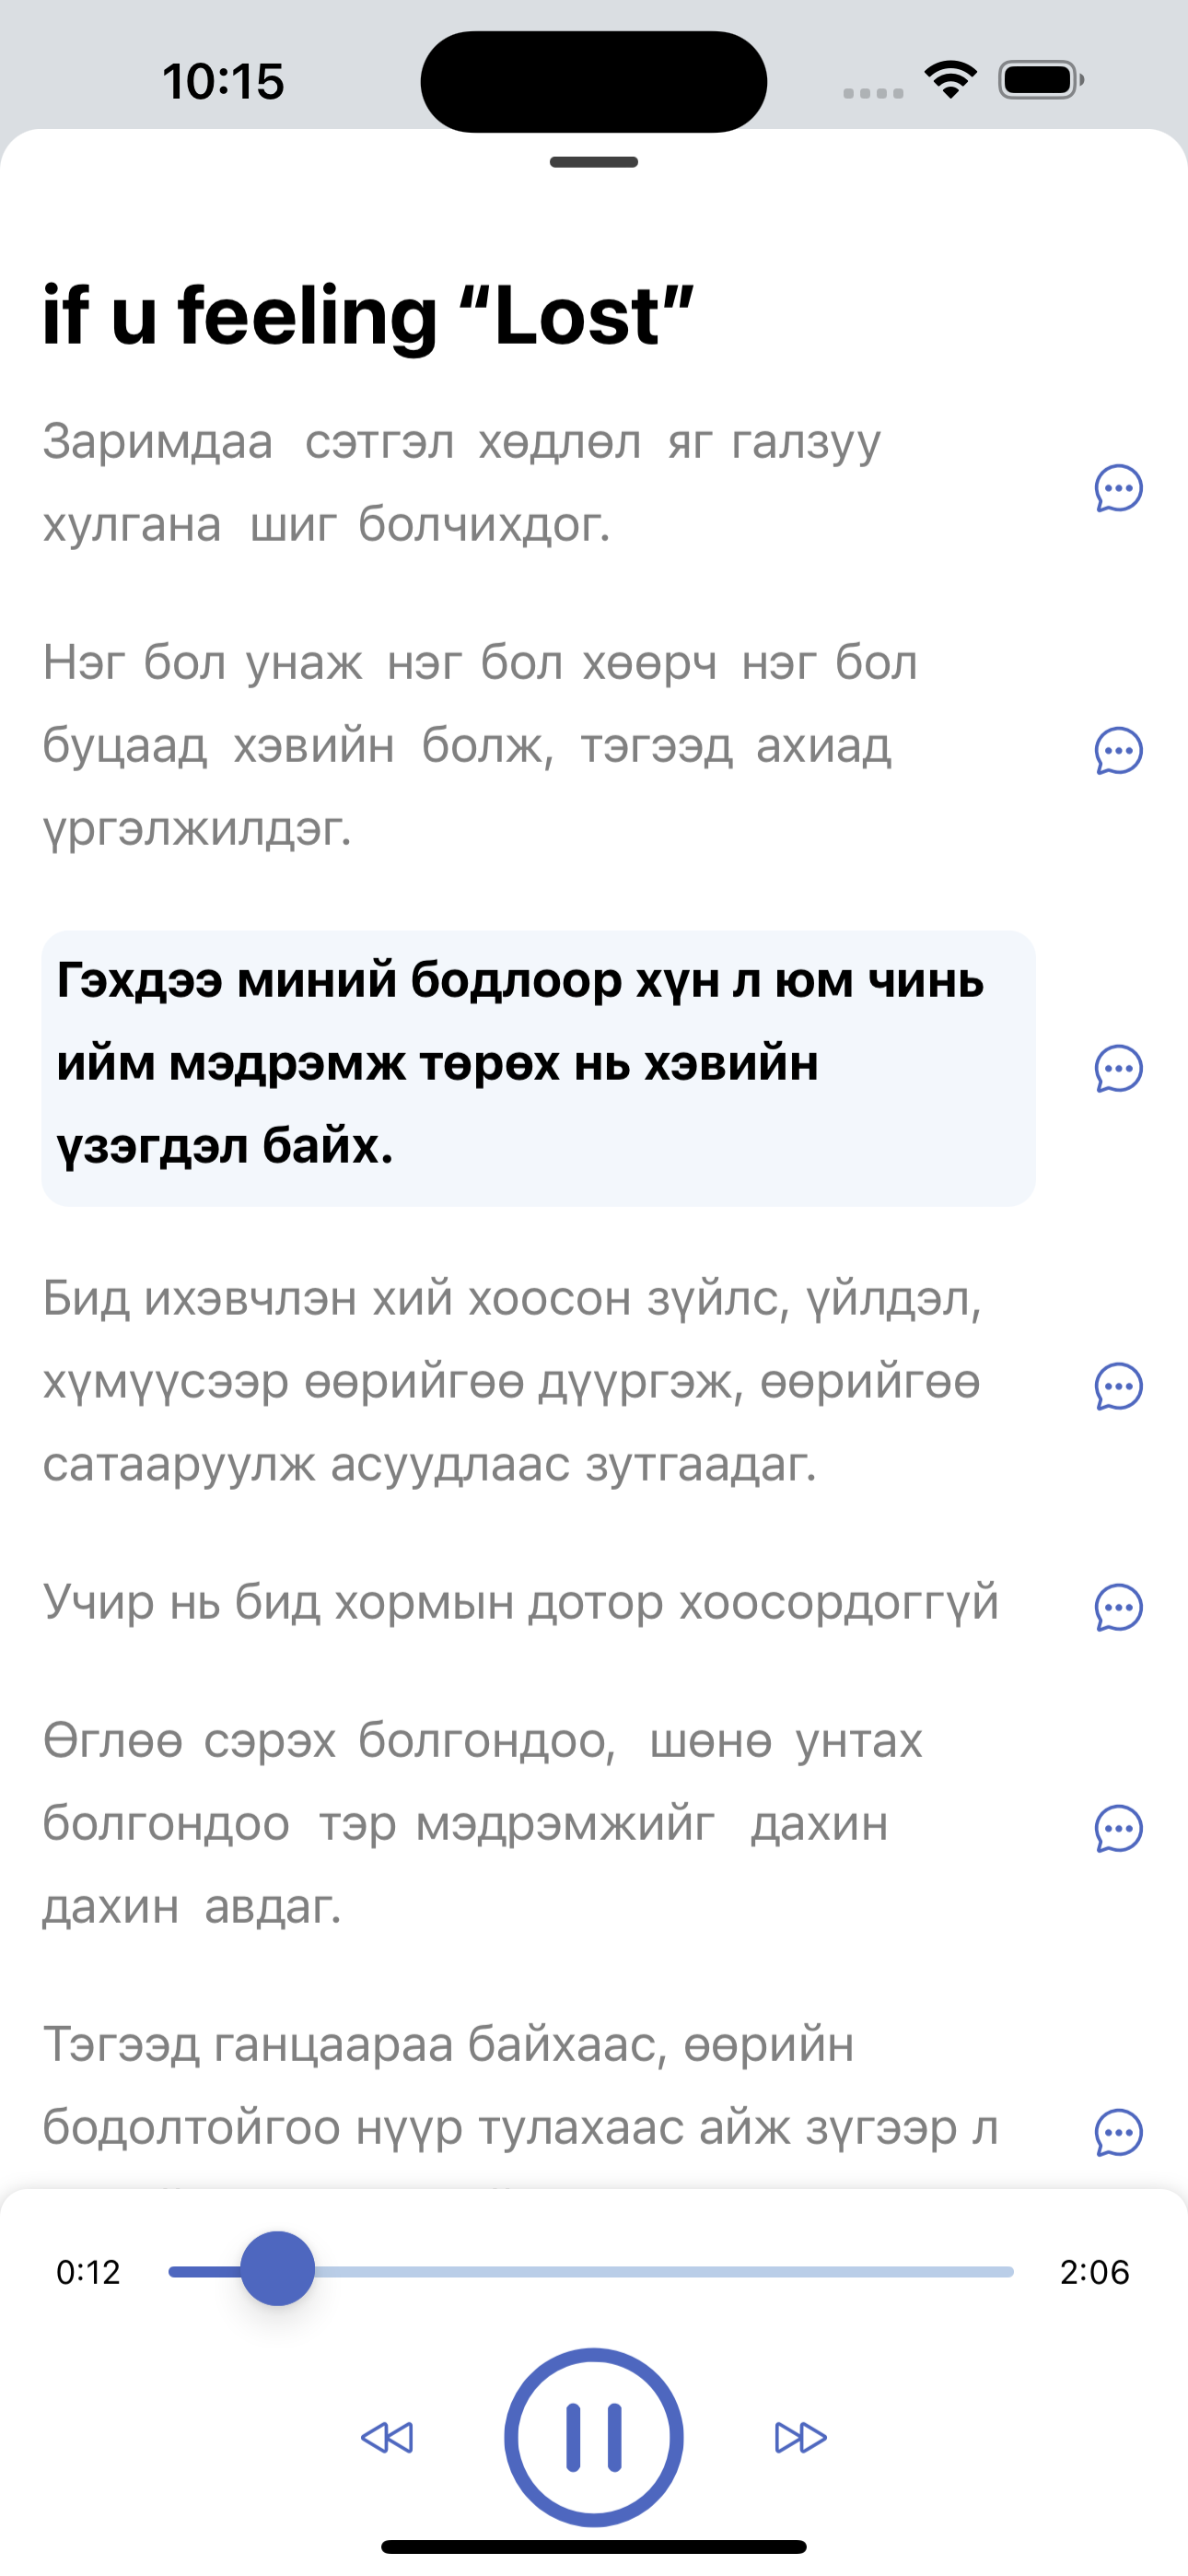 10:15
if u feeling “Lost”
Заримдаа сэтгэл хөдлөл яг галзуу
хулгана шиг болчихдог.
Нэг бол унаж нэг бол хөөрч нэг бол
буцаад хэвийн болж, тэгээд ахиад
үргэлжилдэг.
Гэхдээ миний бодлоор хүн л юм чинь
ийм мэдрэмж төрөх нь хэвийн
үзэгдэл байх.
Бид ихэвчлэн хий хоосон зүйлс, үйлдэл,
хүмүүсээр өөрийгөө дүүргэж, өөрийгөө
сатааруулж асуудлаас зутгаадаг.
Учир нь бид хормын дотор хоосордоггүй
Өглөө сэрэх болгондоо, шөнө унтах
болгондоо тэр мэдрэмжийг дахин
дахин авдаг.
Тэгээд ганцаараа байхаас, өөрийн
бодолтойгоо нүүр тулахаас айж зүгээр л
0:12
2:06